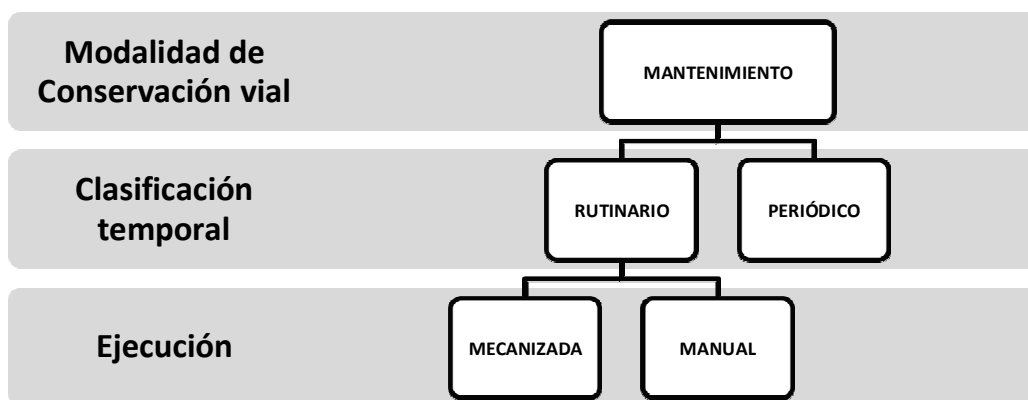 Modalidad de
Conservación vial
MANTENIMIENTO
Clasificación
temporal
RUTINARIO
PERIÓDICO
Ejecución
MECANIZADA
MANUAL